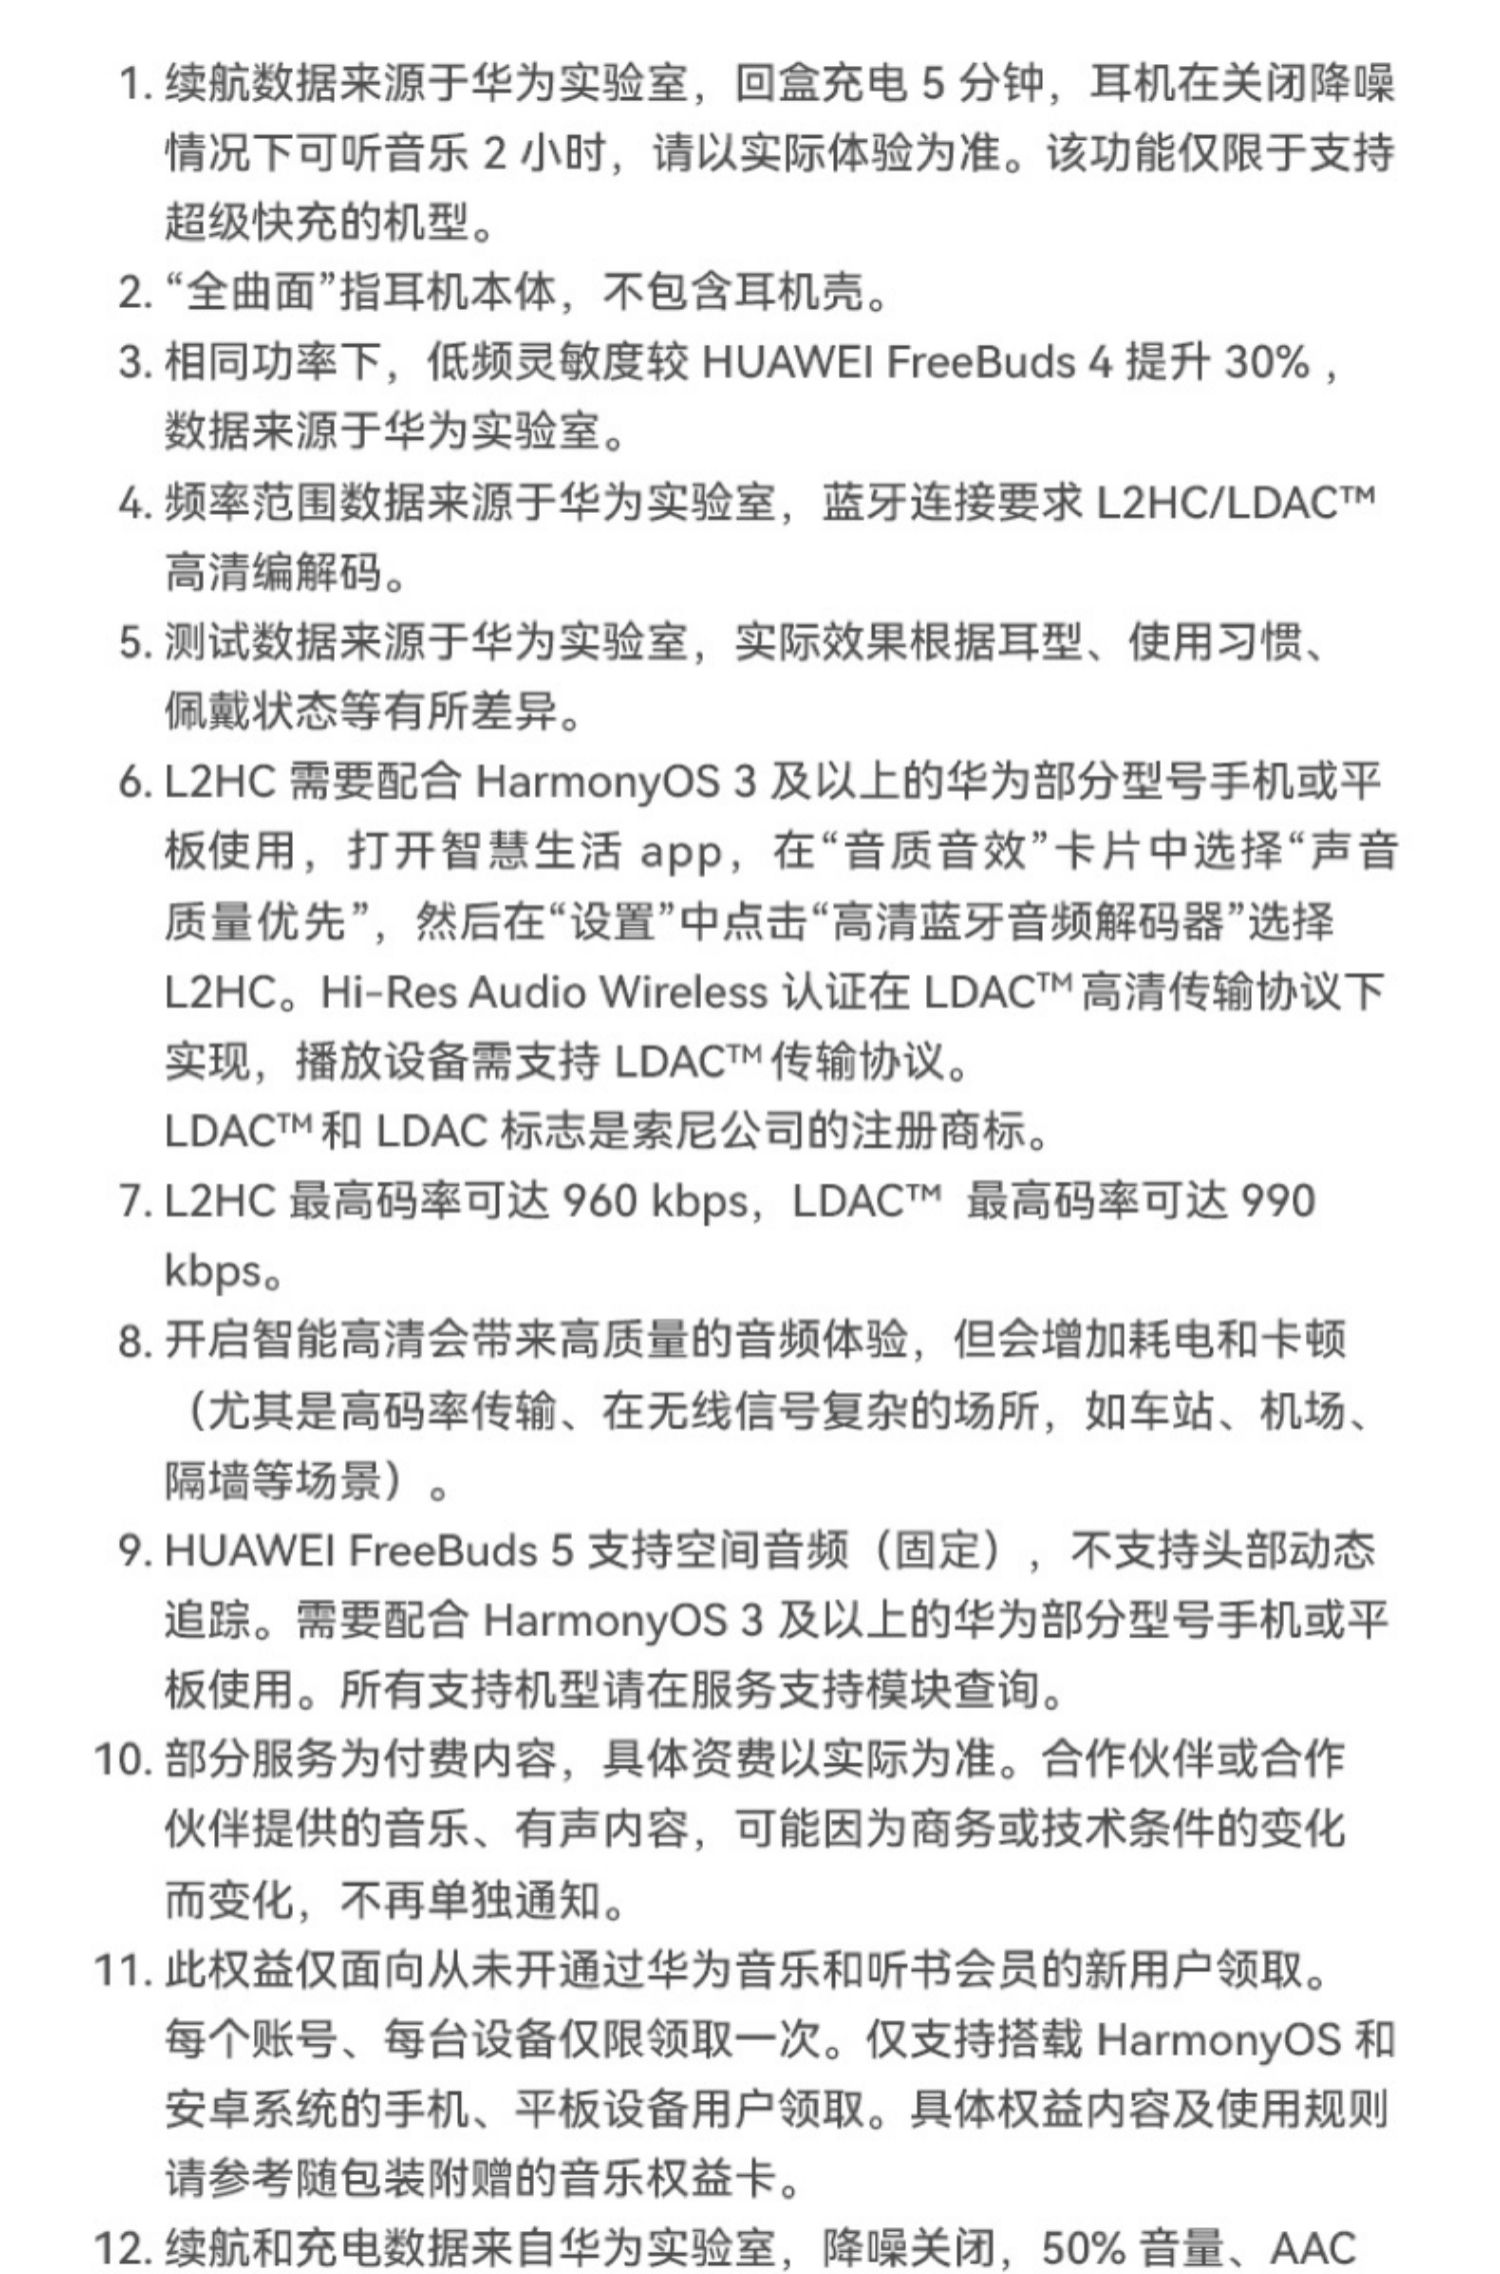 1. 续航数据来源于华为实验室，回盒充电 5 分钟，耳机在关闭降噪
情况下可听音乐 2 小时，请以实际体验为准。该功能仅限于支持
超级快充的机型。
2. “全曲面”指耳机本体，不包含耳机壳。
3. 相同功率下，低频灵敏度较 HUAWEI FreeBuds 4 提升 30%，
数据来源于华为实验室。
4. 频率范围数据来源于华为实验室，蓝牙连接要求 L2HC/LDAC™
高清编解码。
5. 测试数据来源于华为实验室，实际效果根据耳型、使用习惯、
佩戴状态等有所差异。
6. L2HC 需要配合 HarmonyOS 3 及以上的华为部分型号手机或平
板使用，打开智慧生活 app，在“音质音效”卡片中选择“声音
质量优先”，然后在“设置”中点击“高清蓝牙音频解码器”选择
L2HC。Hi-Res Audio Wireless 认证在 LDAC™ 高清传输协议下
实现，播放设备需支持 LDAC™ 传输协议。
LDAC™ 和 LDAC 标志是索尼公司的注册商标。
7. L2HC 最高码率可达 960 kbps，LDAC™ 最高码率可达 990
kbps。
8. 开启智能高清会带来高质量的音频体验，但会增加耗电和卡顿
（尤其是高码率传输、在无线信号复杂的场所，如车站、机场、
隔墙等场景）。
9. HUAWEI FreeBuds 5 支持空间音频（固定），不支持头部动态
追踪。需要配合 HarmonyOS 3 及以上的华为部分型号手机或平
板使用。所有支持机型请在服务支持模块查询。
10. 部分服务为付费内容，具体资费以实际为准。合作伙伴或合作
伙伴提供的音乐、有声内容，可能因为商务或技术条件的变化
而变化，不再单独通知。
11. 此权益仅面向从未开通过华为音乐和听书会员的新用户领取。
每个账号、每台设备仅限领取一次。仅支持搭载 HarmonyOS 和
安卓系统的手机、平板设备用户领取。具体权益内容及使用规则
请参考随包装附赠的音乐权益卡。
12. 续航和充电数据来自华为实验室，降噪关闭，50% 音量、AAC